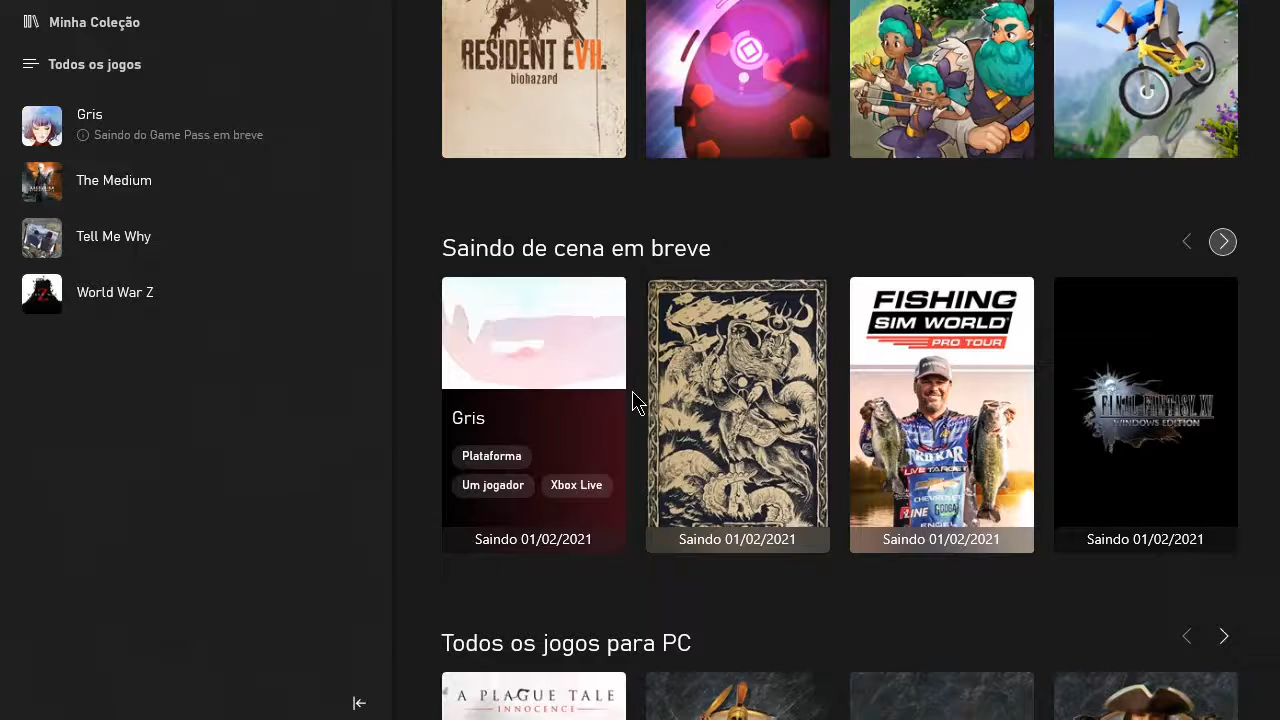 Minha Coleção
Todos os jogos
Gris
Saindo do Game Pass em breve
The Medium
Tell Me Why
World War Z
RESIDENT EVIL
biohazard
Saindo de cena em breve
Gris
Plataforma
Um jogador
Xbox Live
Saindo 01/02/2021
Saindo 01/02/2021
FISHING
SIM WORLD
PRO TOUR
Saindo 01/02/2021
FINAL FANTASY XV
WINDOWS EDITION
Saindo 01/02/2021
Todos os jogos para PC
A PLAGUE TALE
INNOCENCE